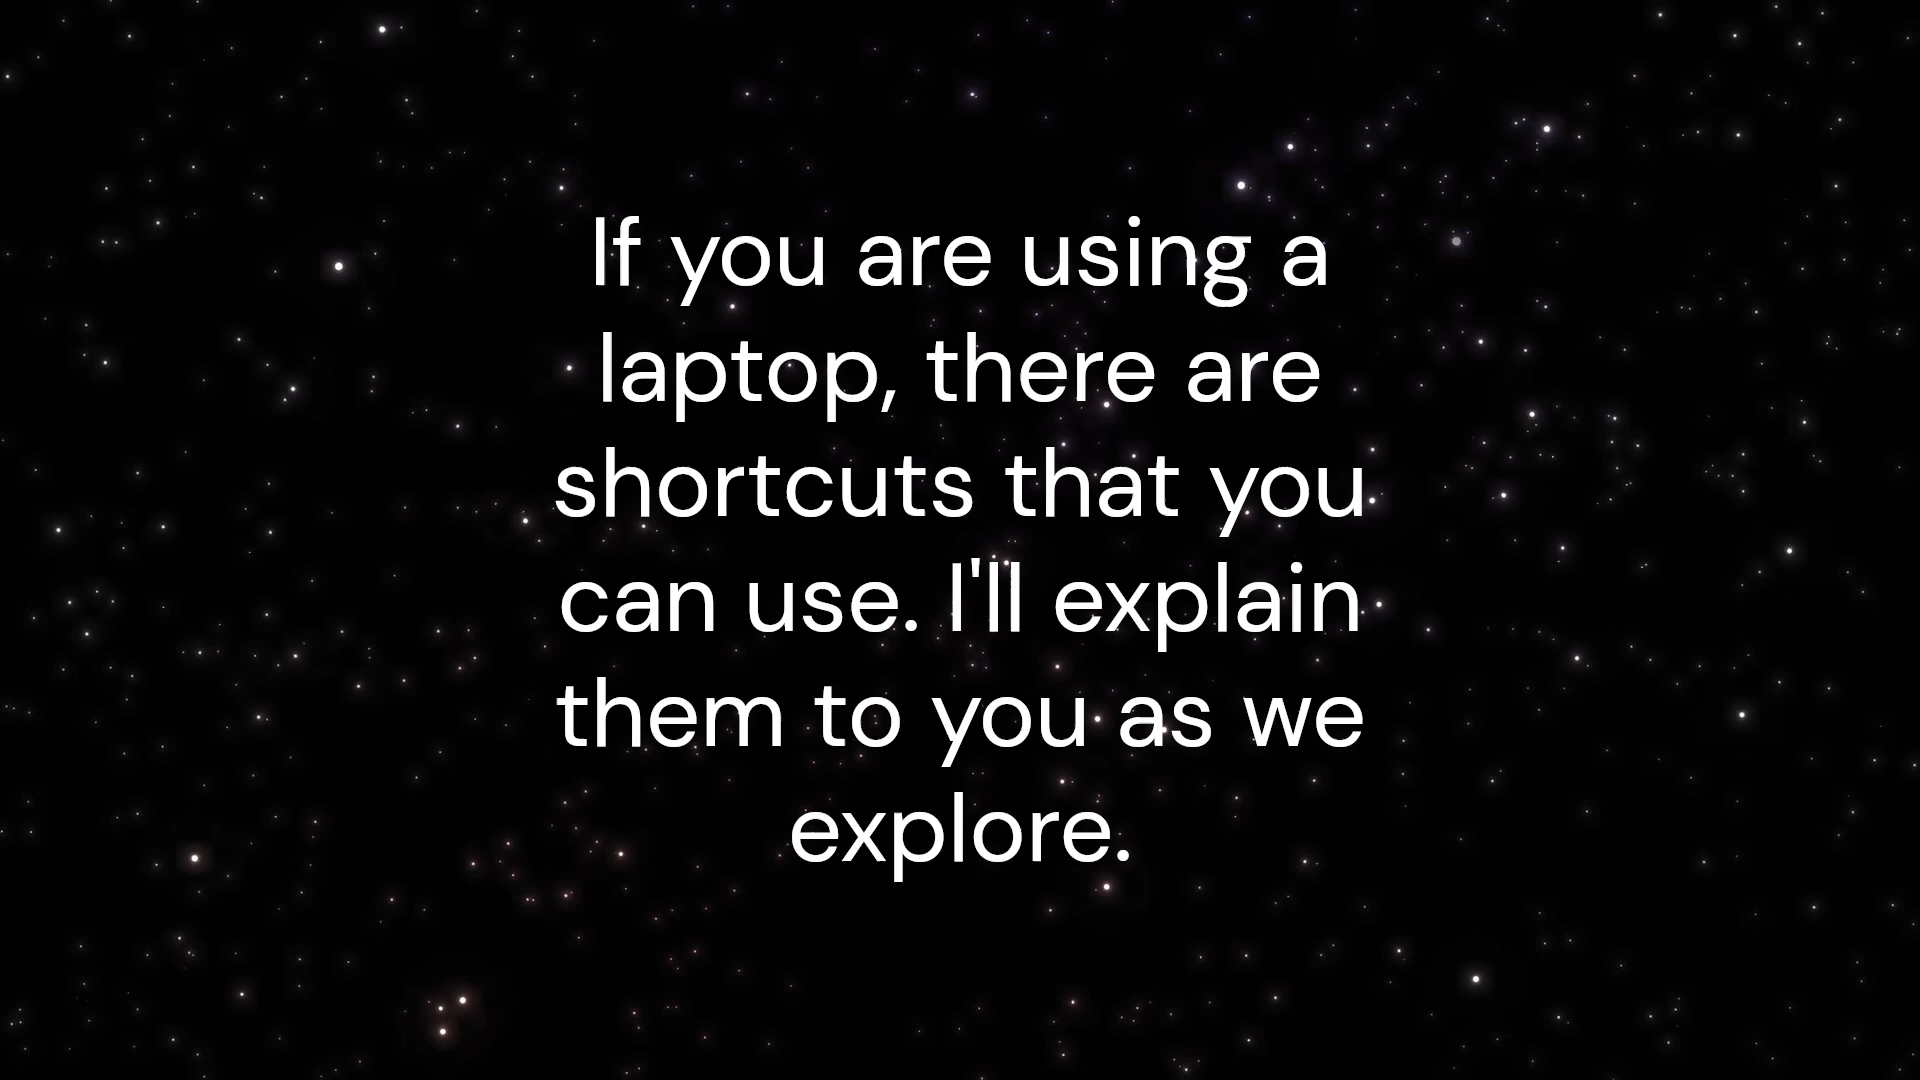 If you are using a
laptop, there are
shortcuts that you
can use. I'll explain
them to you as we
explore.